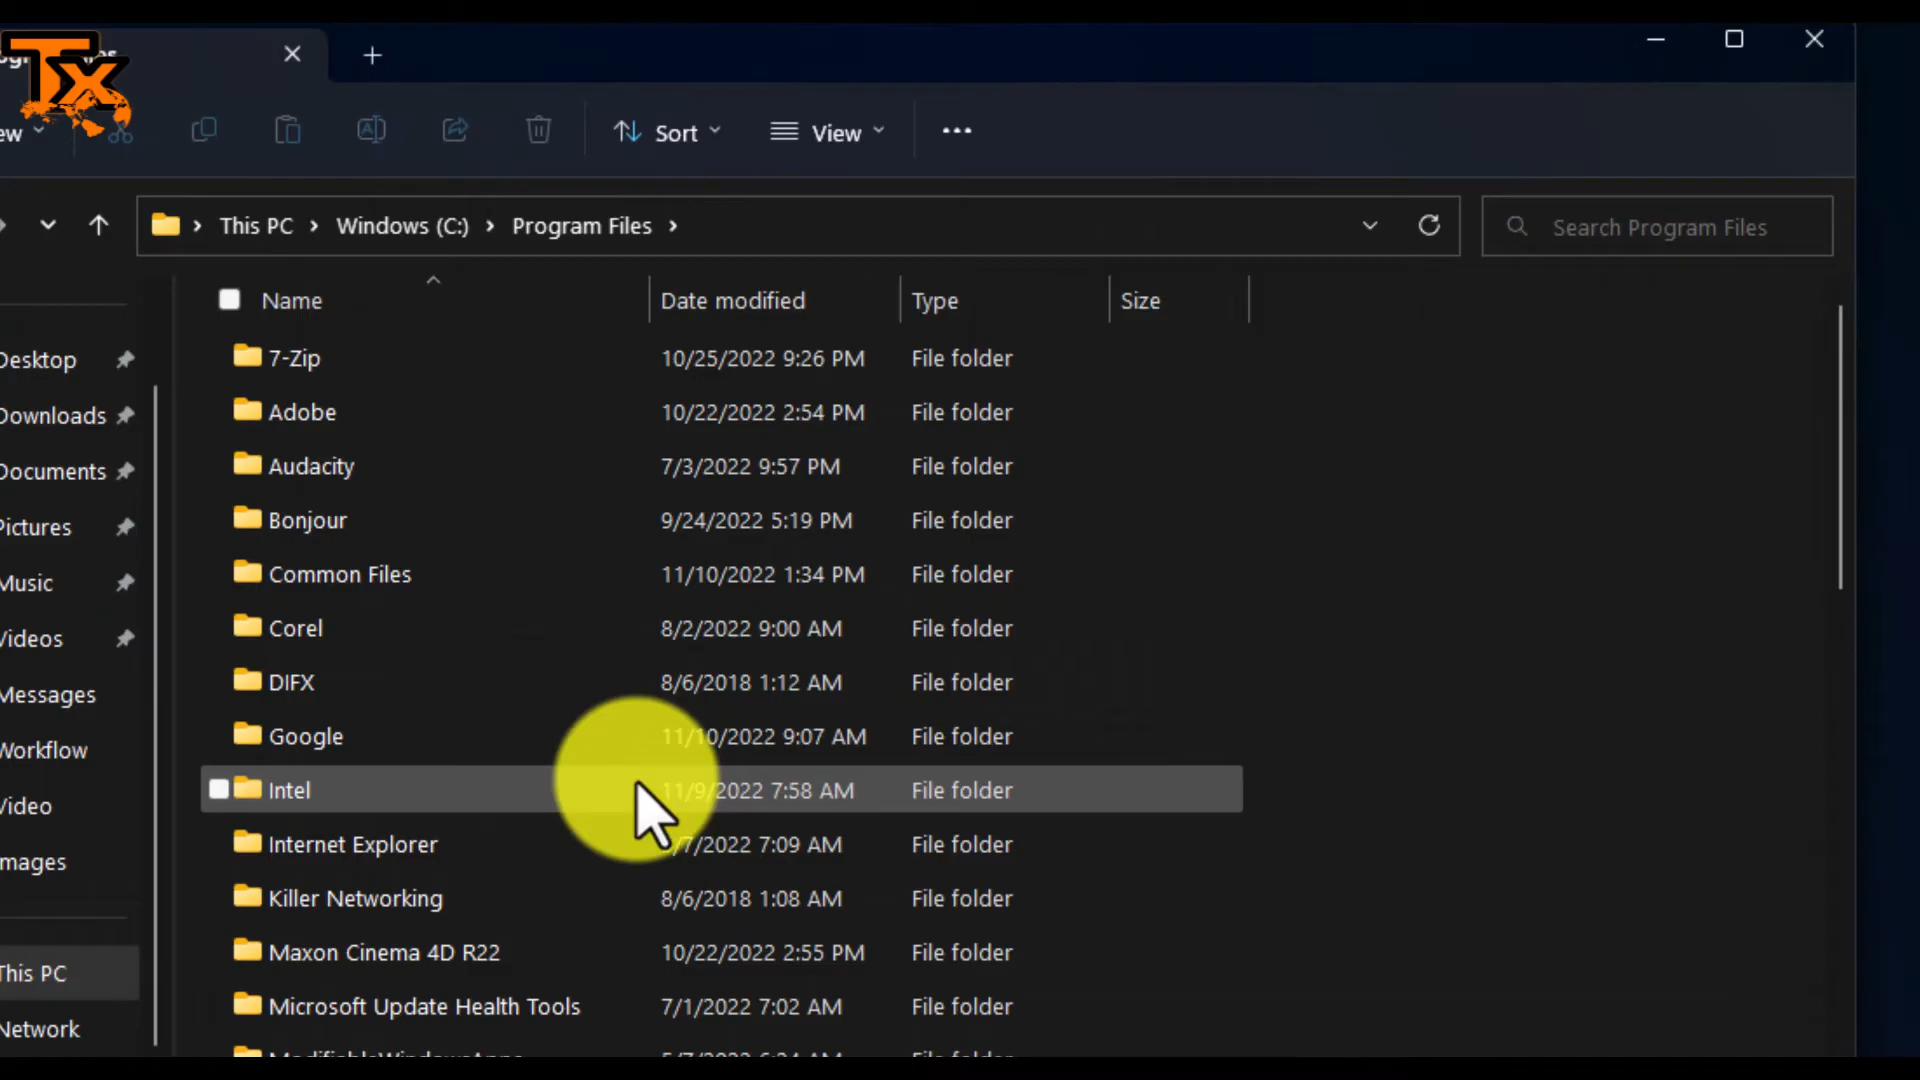 Tx
Sort
View
This PC > Windows (C:) > Program Files >
Search Program Files
Name Date modified Type Size
7-Zip 10/25/2022 9:26 PM File folder
Adobe 10/22/2022 2:54 PM File folder
Audacity 7/3/2022 9:57 PM File folder
Bonjour 9/24/2022 5:19 PM File folder
Common Files 11/10/2022 1:34 PM File folder
Corel 8/2/2022 9:00 AM File folder
DIFX 8/6/2018 1:12 AM File folder
Google 11/10/2022 9:07 AM File folder
Intel 11/9/2022 7:58 AM File folder
Internet Explorer /7/2022 7:09 AM File folder
Killer Networking 8/6/2018 1:08 AM File folder
Maxon Cinema 4D R22 10/22/2022 2:55 PM File folder
Microsoft Update Health Tools 7/1/2022 7:02 AM File folder
Desktop
Downloads
Documents
Pictures
Music
Videos
Messages
Workflow
Video
mages
This PC
Network